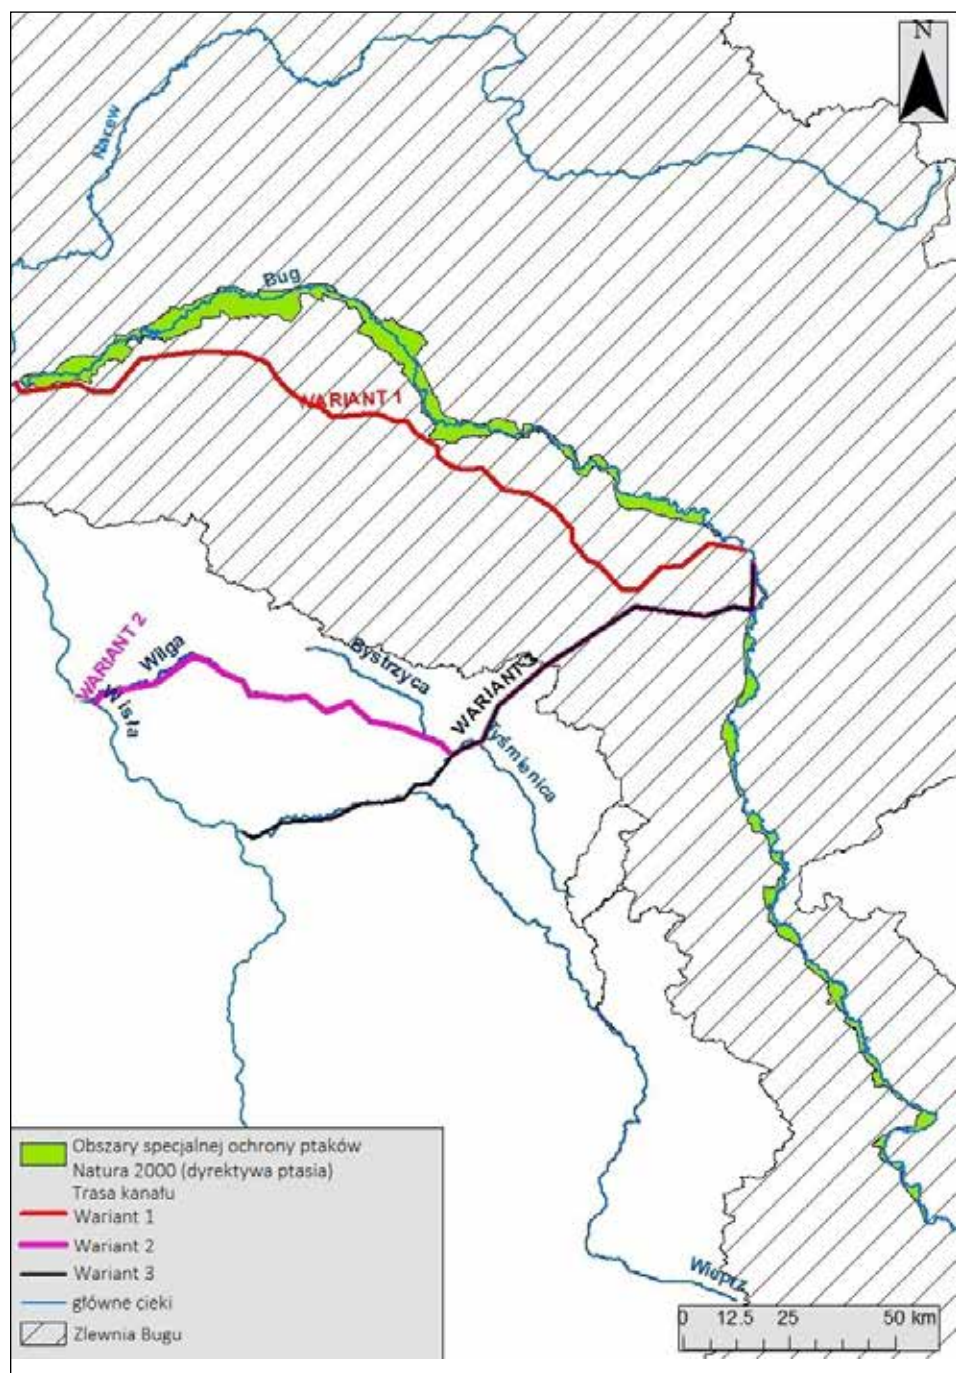 N
Narew
Bug
WARIANT 1
WARIANT 2
Wilga
Wisła
Bystrzyca
WARIANT 3
Tyśmienica
Wieprz
Obszary specjalnej ochrony ptaków
Natura 2000 (dyrektywa ptasia)
Trasa kanału
Wariant 1
Wariant 2
Wariant 3
główne cieki
Zlewnia Bugu
0 12.5 25 50 km